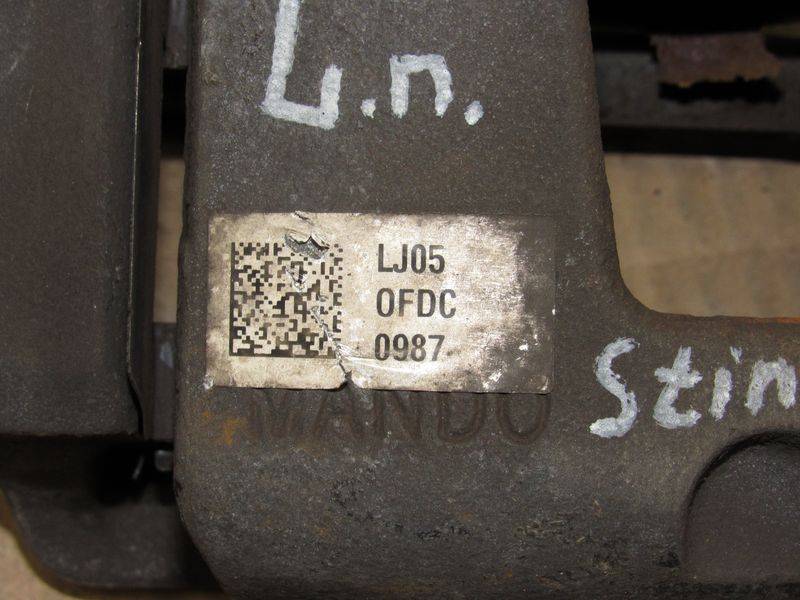 L.n.
LJ05
0FDC
0987
MANDO
Stin